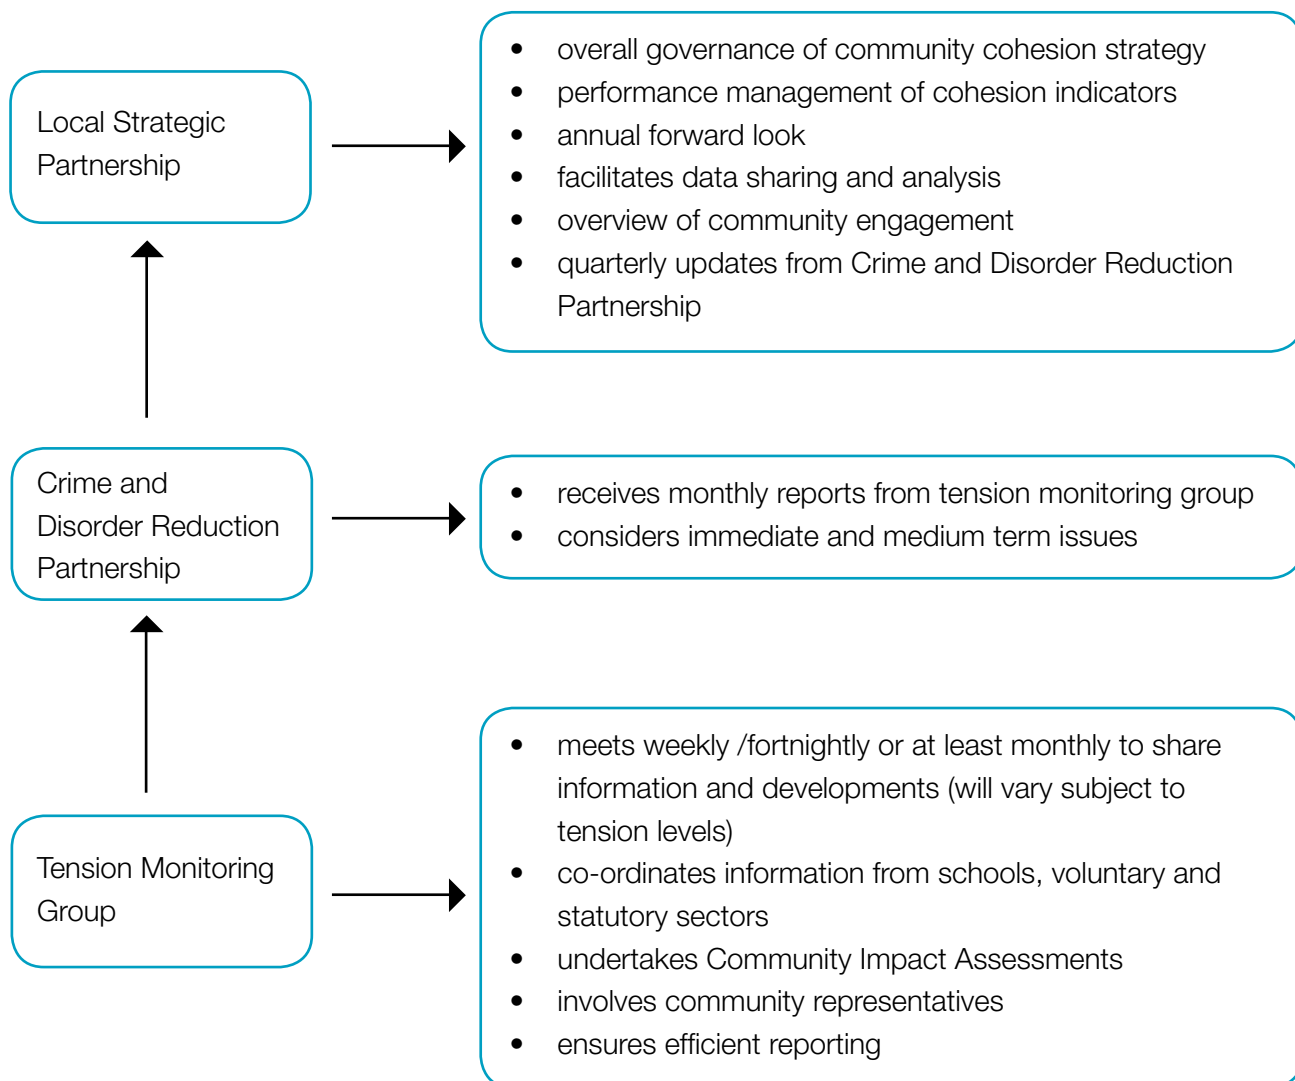 Local Strategic
Partnership
• overall governance of community cohesion strategy
• performance management of cohesion indicators
• annual forward look
• facilitates data sharing and analysis
• overview of community engagement
• quarterly updates from Crime and Disorder Reduction
Partnership
Crime and
Disorder Reduction
Partnership
• receives monthly reports from tension monitoring group
• considers immediate and medium term issues
Tension Monitoring
Group
• meets weekly /fortnightly or at least monthly to share
information and developments (will vary subject to
tension levels)
• co-ordinates information from schools, voluntary and
statutory sectors
• undertakes Community Impact Assessments
• involves community representatives
• ensures efficient reporting